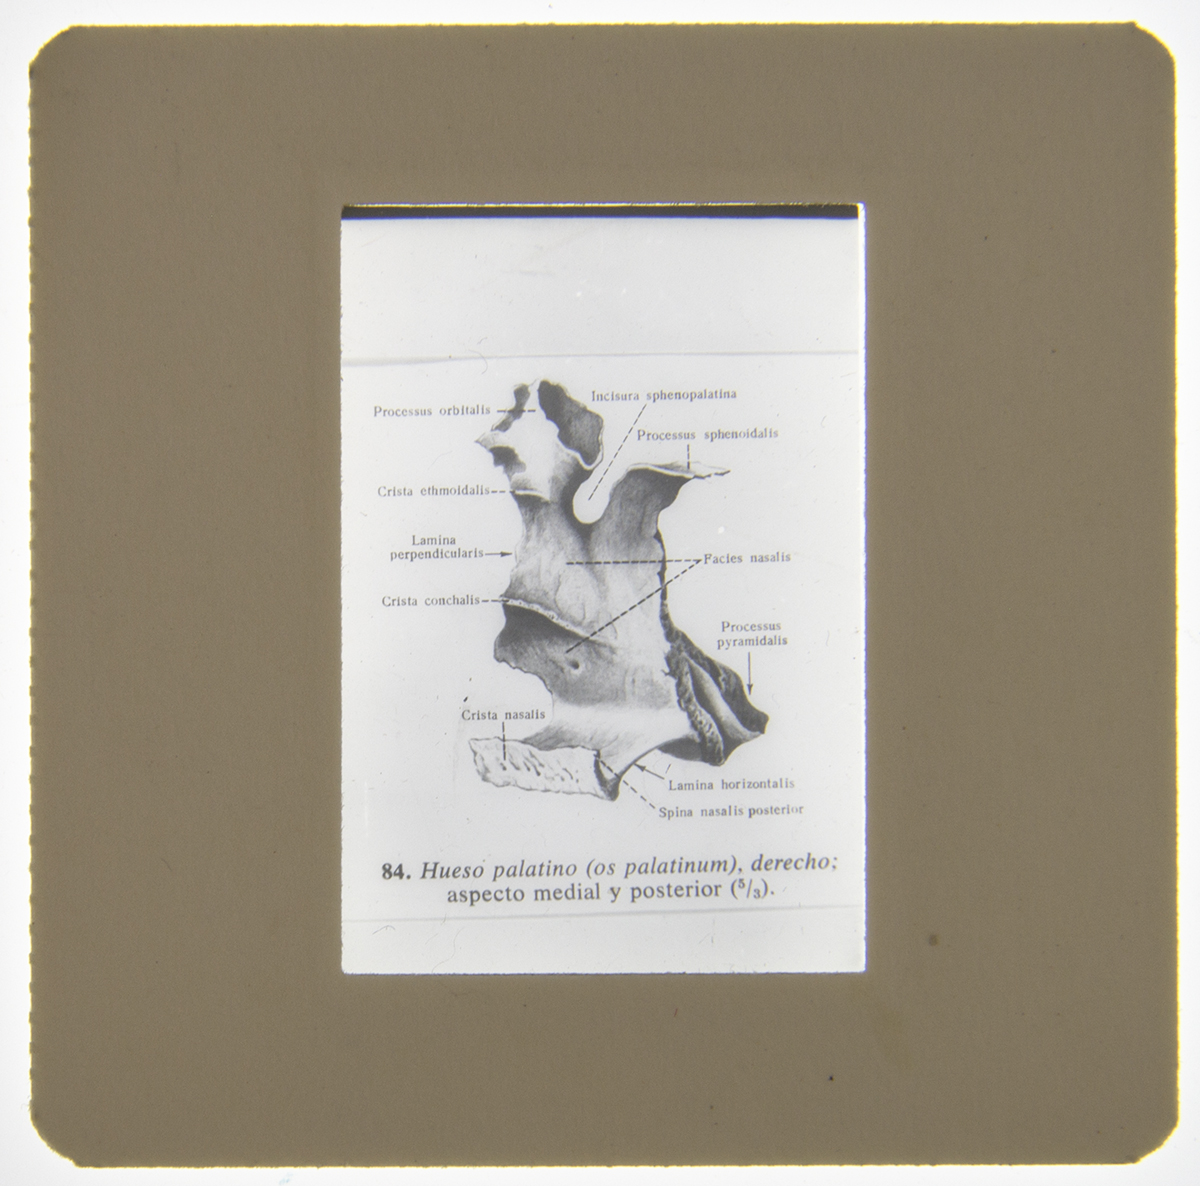 Incisura sphenopalatina
Processus orbitalis
Processus sphenoidalis
Crista ethmoidalis
Lamina
perpendicularis
Facies nasalis
Crista conchalis
Processus
pyramidalis
Crista nasalis
Lamina horizontalis
Spina nasalis posterior
84. Hueso palatino (os palatinum), derecho;
aspecto medial y posterior (⁵/₃).